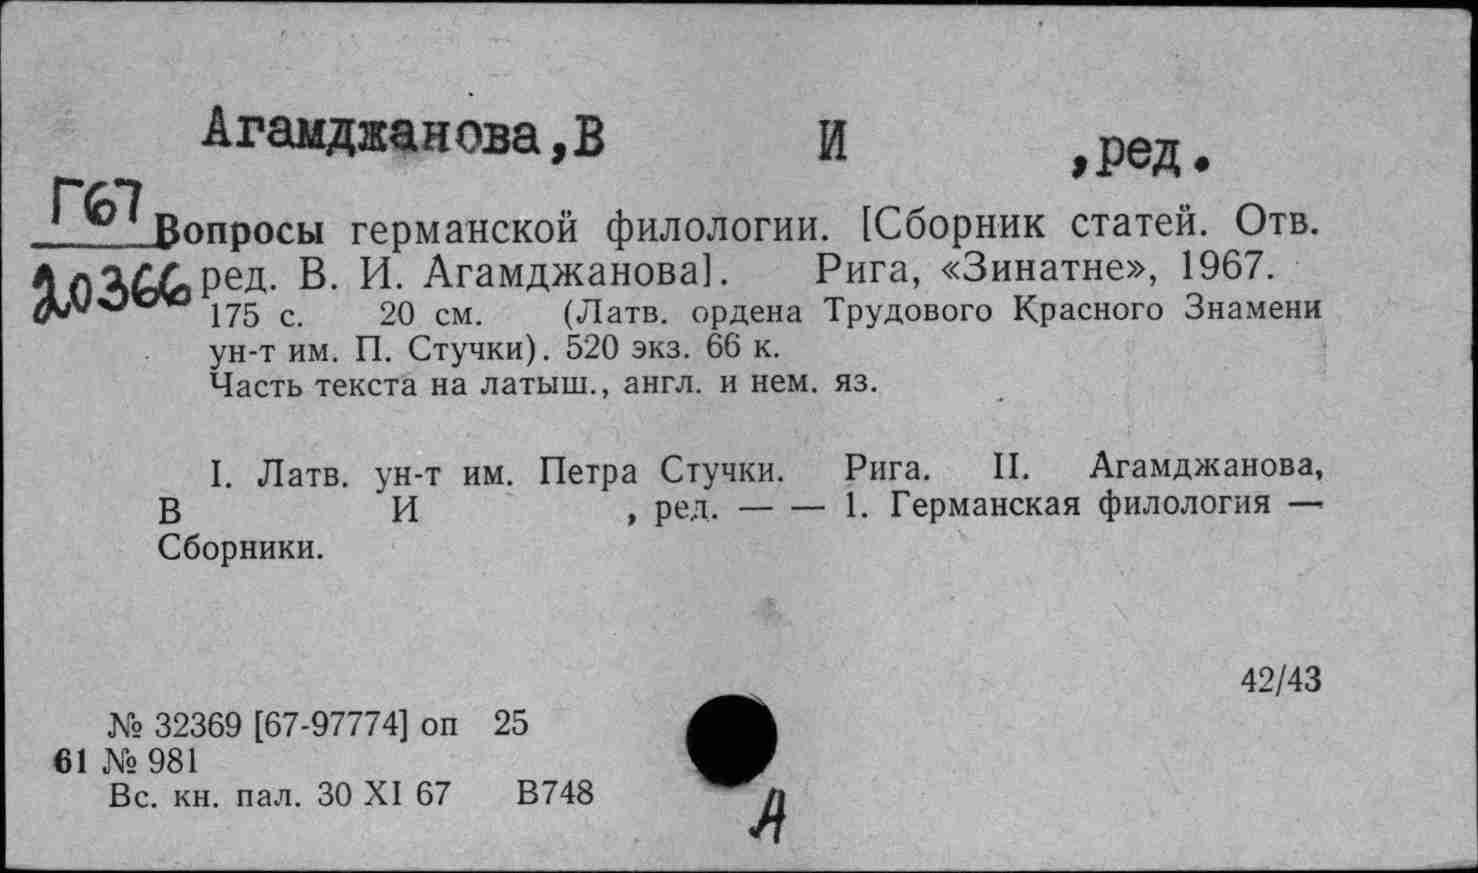 Агамджанова,В И ,ред.
Г67
Вопросы германской филологии. [Сборник статей. Отв.
20366
ред. В. И. Агамджанова]. Рига, «Зинатне», 1967.
175 с. 20 см. (Латв. ордена Трудового Красного Знамени
ун-т им. П. Стучки). 520 экз. 66 к.
Часть текста на латыш., англ. и нем. яз.
I. Латв. ун-т им. Петра Стучки. Рига. II. Агамджанова,
В И , ред. — — 1. Германская филология —
Сборники.
42/43
№ 32369 [67-97774] оп 25
61 № 981
Вс. кн. пал. 30 XI 67 В748
Д